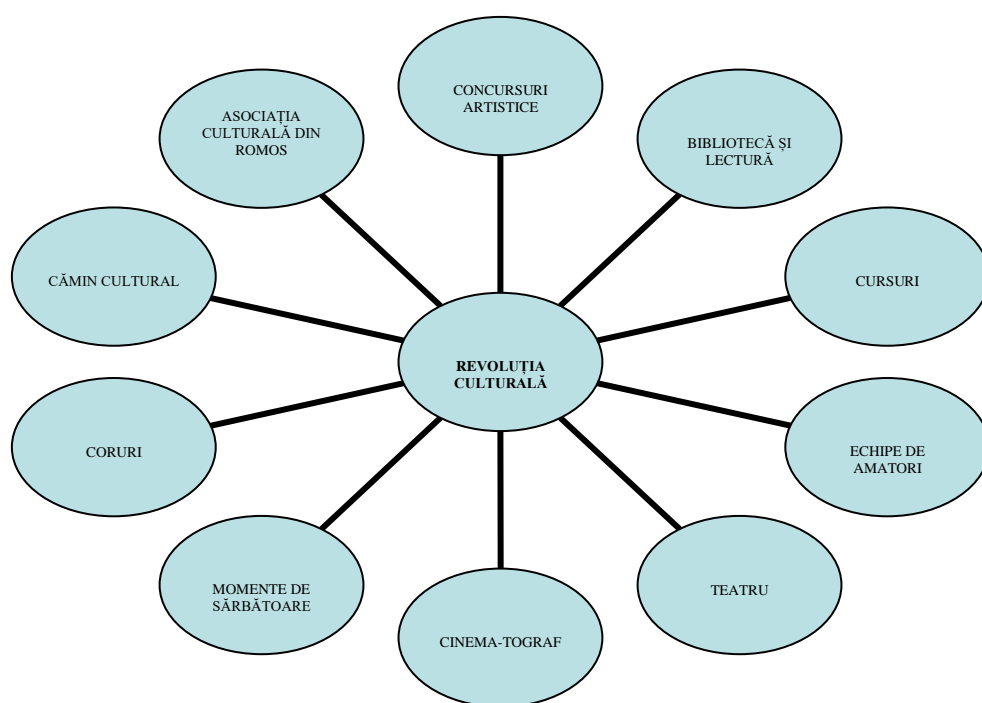 CONCURSURI
ARTISTICE
ASOCIAȚIA
CULTURALĂ DIN
ROMOS
BIBLIOTECĂ ȘI
LECTURĂ
CĂMIN CULTURAL
CURSURI
REVOLUȚIA
CULTURALĂ
CORURI
ECHIPE DE
AMATORI
MOMENTE DE
SĂRBĂTOARE
TEATRU
CINEMA-TOGRAF